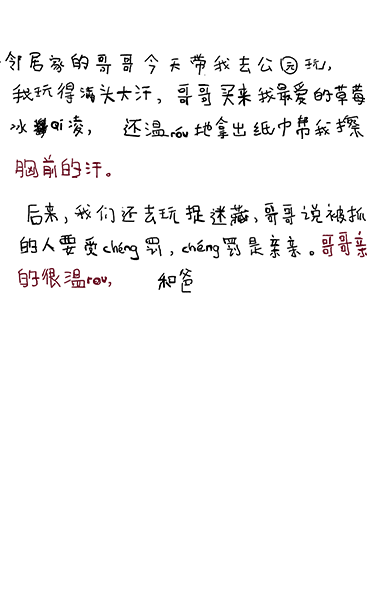 邻居家的哥哥今天带我去公元玩，
我玩得满头大汗，哥哥买来我最爱的草莓
冰qi凌，还温róu地拿出纸巾帮我擦
胸前的汗。
后来，我们还去玩捉迷藏，哥哥说被抓
的人要受chéng罚，chéng罚是亲亲。哥哥亲
的很温rou，和爸